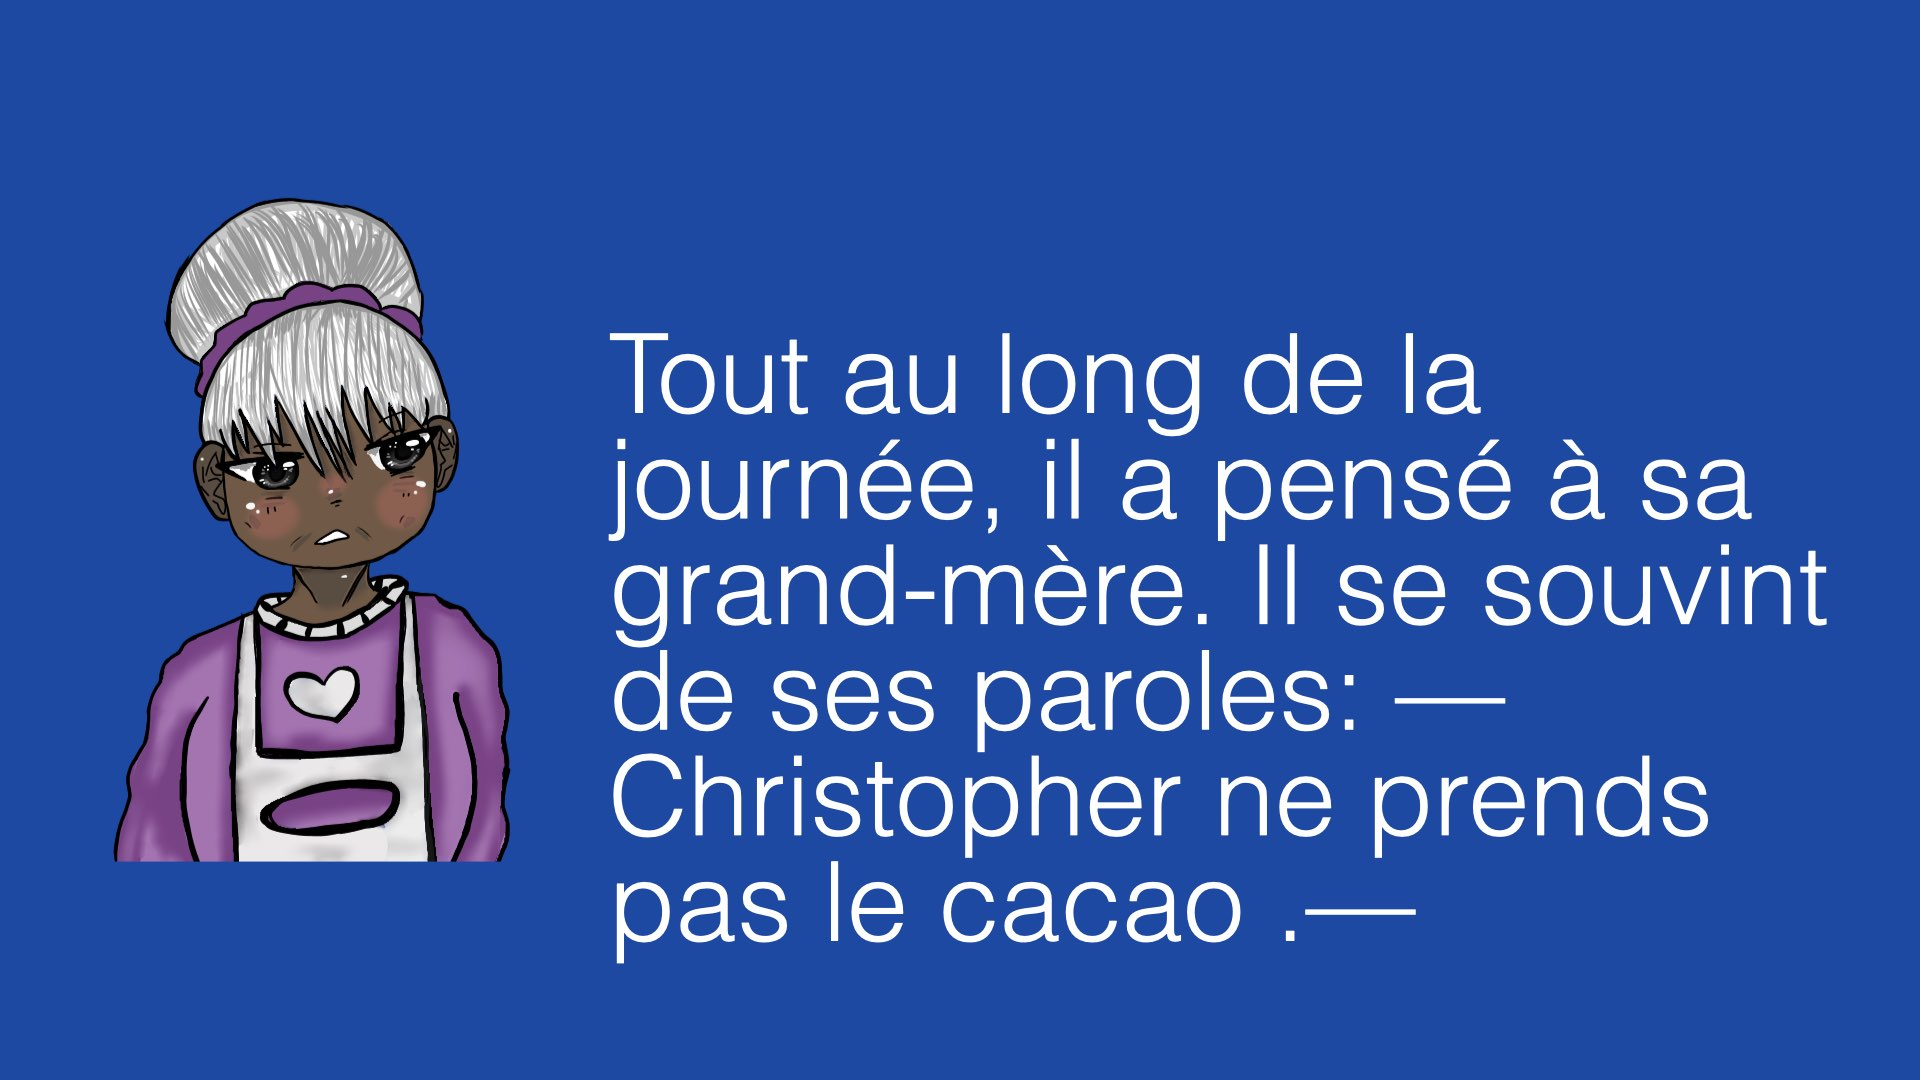 Tout au long de la
journée, il a pensé à sa
grand-mère. Il se souvint
de ses paroles: —
Christopher ne prends
pas le cacao .—